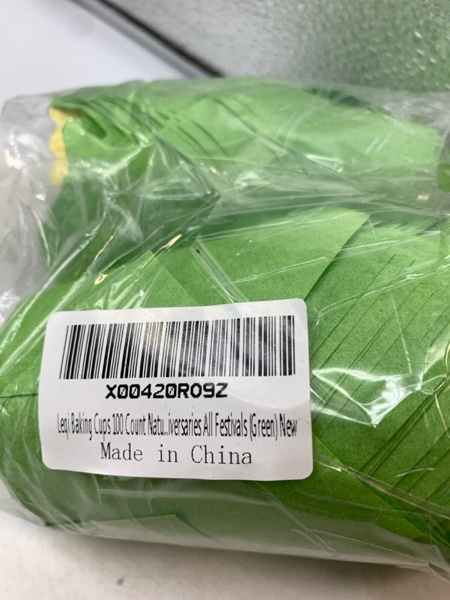 X00420R09Z
Leqi Baking Cups 100 Count Natu...iversaries All Festivals (Green) New
Made in China